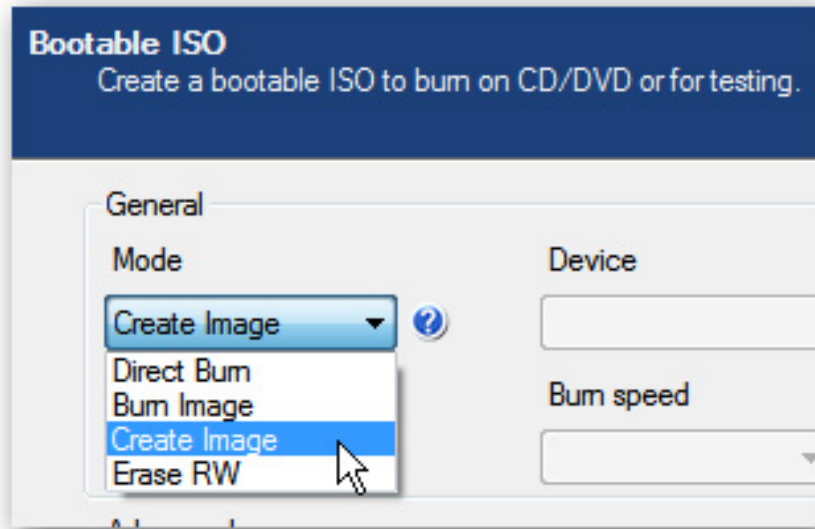 Bootable ISO
Create a bootable ISO to burn on CD/DVD or for testing.
General
Mode
Device
Create Image
Direct Burn
Burn Image
Create Image
Erase RW
Burn speed